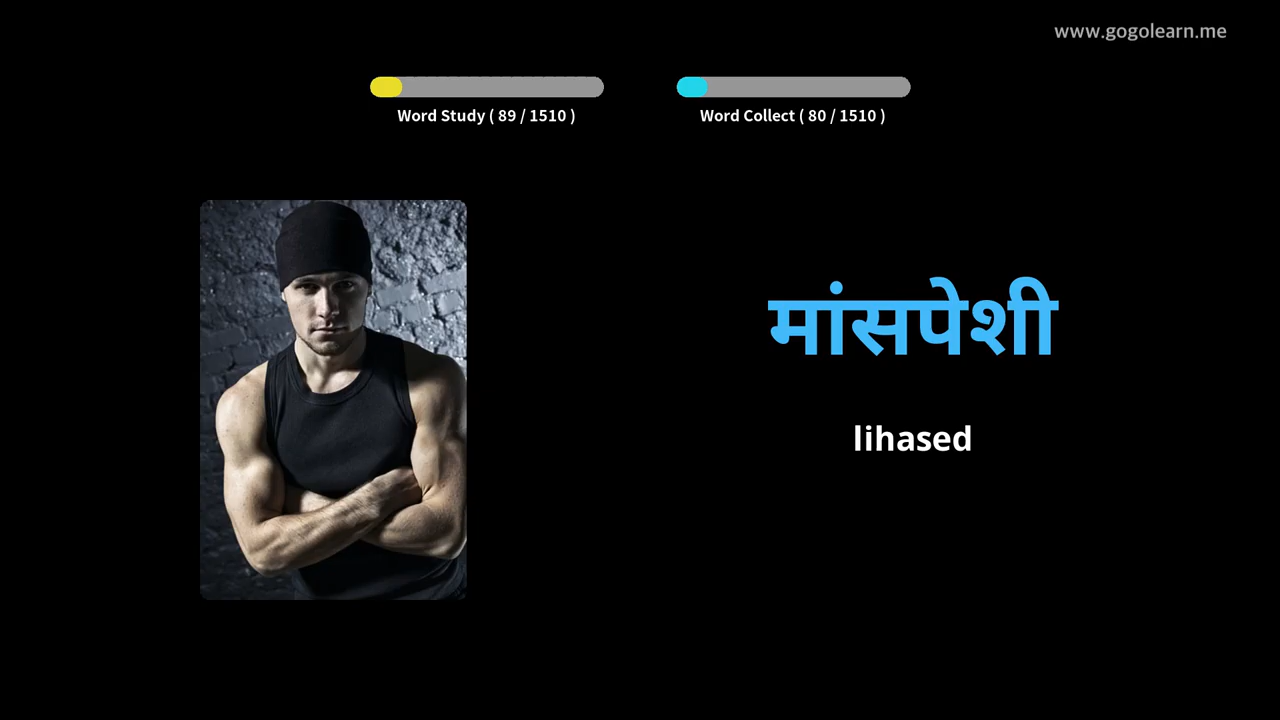 www.gogolearn.me
Word Study ( 89 / 1510 )
Word Collect ( 80 / 1510 )
मांसपेशी
lihased